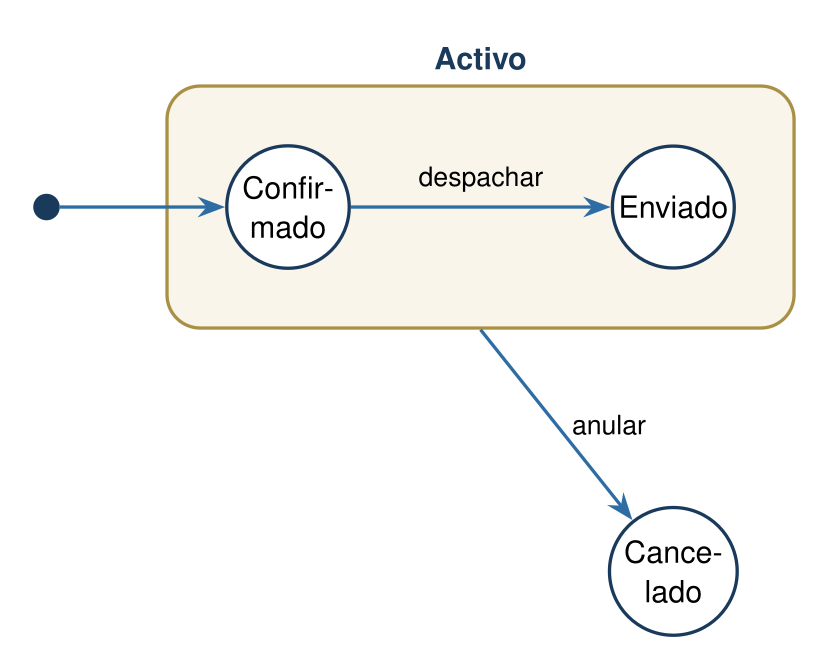 Activo
Confir-
mado
despachar
Enviado
anular
Cance-
lado